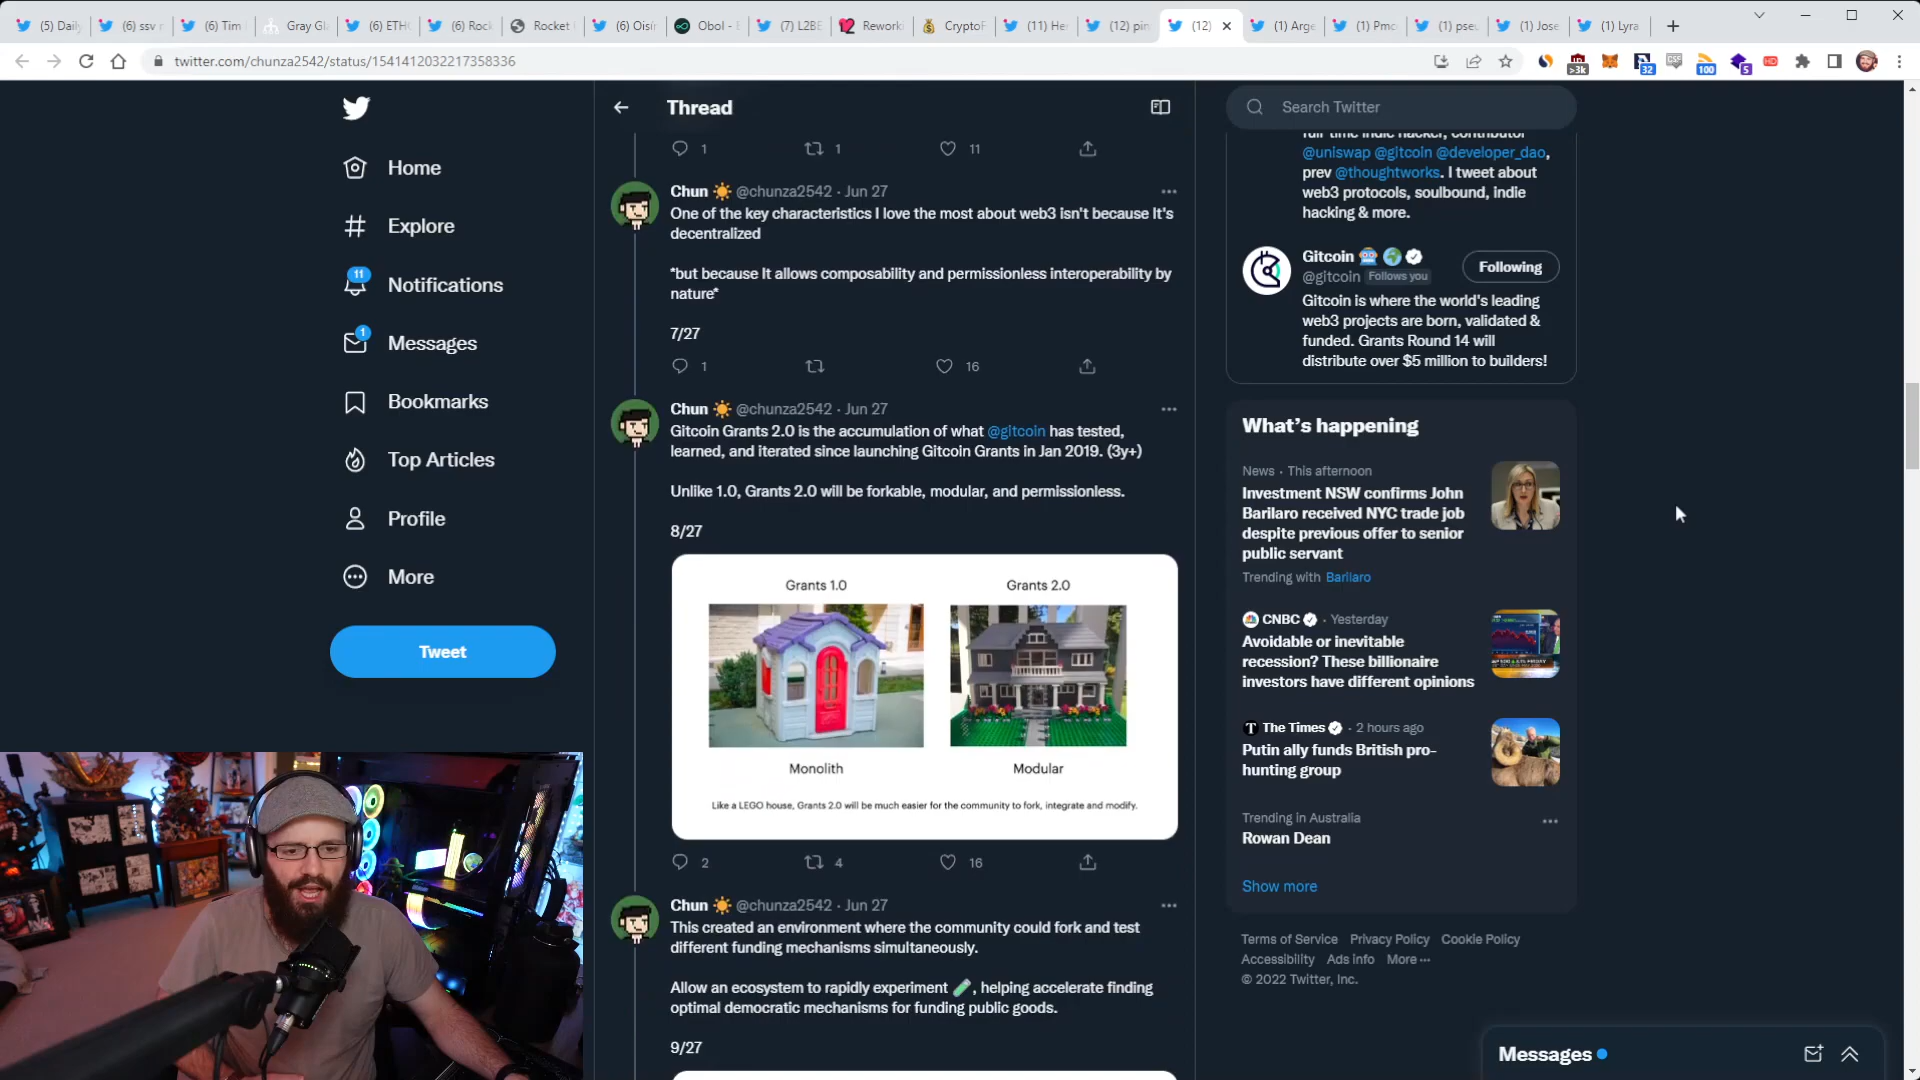 (5) Daily
(6) ssv n
(6) Tim
Gray Gl
(6) ETHC
(6) Rock
Rocket
(6) Oisín
Obol -
(7) L2BE
Rework
CryptoF
(11) He
(12) pin
(12)
(1) Arge
(1) Pmc
(1) pseu
(1) Jose
(1) Lyra
twitter.com/chunza2542/status/1541412032217358336
>3k
32
CSS
100
5
HD
Home
Explore
11
Notifications
1
Messages
Bookmarks
Top Articles
Profile
More
Tweet
Thread
1 1 11
Chun @chunza2542 · Jun 27
One of the key characteristics I love the most about web3 isn't because It's
decentralized
*but because It allows composability and permissionless interoperability by
nature*
7/27
1 16
Chun @chunza2542 · Jun 27
Gitcoin Grants 2.0 is the accumulation of what @gitcoin has tested,
learned, and iterated since launching Gitcoin Grants in Jan 2019. (3y+)
Unlike 1.0, Grants 2.0 will be forkable, modular, and permissionless.
8/27
Grants 1.0
Grants 2.0
Monolith
Modular
Like a LEGO house, Grants 2.0 will be much easier for the community to fork, integrate and modify.
2 4 16
Chun @chunza2542 · Jun 27
This created an environment where the community could fork and test
different funding mechanisms simultaneously.
Allow an ecosystem to rapidly experiment , helping accelerate finding
optimal democratic mechanisms for funding public goods.
9/27
Search Twitter
full-time indie hacker, contributor
@uniswap @gitcoin @developer_dao,
prev @thoughtworks. I tweet about
web3 protocols, soulbound, indie
hacking & more.
Gitcoin
@gitcoin Follows you
Following
Gitcoin is where the world's leading
web3 projects are born, validated &
funded. Grants Round 14 will
distribute over $5 million to builders!
What's happening
News · This afternoon
Investment NSW confirms John
Barilaro received NYC trade job
despite previous offer to senior
public servant
Trending with Barilaro
CNBC · Yesterday
Avoidable or inevitable
recession? These billionaire
investors have different opinions
The Times · 2 hours ago
Putin ally funds British pro-
hunting group
Trending in Australia
Rowan Dean
Show more
Terms of Service Privacy Policy Cookie Policy
Accessibility Ads info More ···
© 2022 Twitter, Inc.
Messages